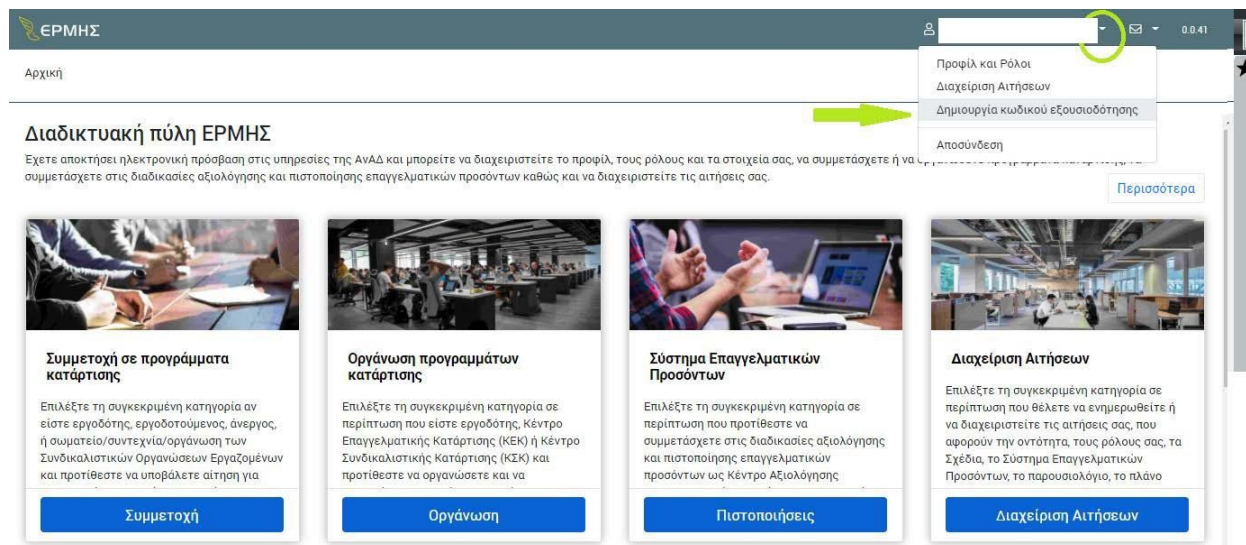 ΕΡΜΗΣ
0.0.41
Αρχική
Προφίλ και Ρόλοι
Διαχείριση Αιτήσεων
Δημιουργία κωδικού εξουσιοδότησης
Αποσύνδεση
Διαδικτυακή πύλη ΕΡΜΗΣ
Έχετε αποκτήσει ηλεκτρονική πρόσβαση στις υπηρεσίες της ΑνΑΔ και μπορείτε να διαχειριστείτε το προφίλ, τους ρόλους και τα στοιχεία σας, να συμμετάσχετε ή να
συμμετάσχετε στις διαδικασίες αξιολόγησης και πιστοποίησης επαγγελματικών προσόντων καθώς και να διαχειριστείτε τις αιτήσεις σας.
Περισσότερα
Συμμετοχή σε προγράμματα
κατάρτισης
Επιλέξτε τη συγκεκριμένη κατηγορία αν
είστε εργοδότης, εργοδοτούμενος, άνεργος,
ή σωματείο/συντεχνία/οργάνωση των
Συνδικαλιστικών Οργανώσεων Εργαζομένων
και προτίθεστε να υποβάλετε αίτηση για
Συμμετοχή
Οργάνωση προγραμμάτων
κατάρτισης
Επιλέξτε τη συγκεκριμένη κατηγορία σε
περίπτωση που είστε εργοδότης, Κέντρο
Επαγγελματικής Κατάρτισης (ΚΕΚ) ή Κέντρο
Συνδικαλιστικής Κατάρτισης (ΚΣΚ) και
προτίθεστε να οργανώσετε και να
Οργάνωση
Σύστημα Επαγγελματικών
Προσόντων
Επιλέξτε τη συγκεκριμένη κατηγορία σε
περίπτωση που προτίθεστε να
συμμετάσχετε στις διαδικασίες αξιολόγησης
και πιστοποίησης επαγγελματικών
προσόντων ως Κέντρο Αξιολόγησης
Πιστοποιήσεις
Διαχείριση Αιτήσεων
Επιλέξτε τη συγκεκριμένη κατηγορία σε
περίπτωση που θέλετε να ενημερωθείτε ή
να διαχειριστείτε τις αιτήσεις σας, που
αφορούν την οντότητα, τους ρόλους σας, τα
Σχέδια, το Σύστημα Επαγγελματικών
Προσόντων, το παρουσιολόγιο, το πλάνο
Διαχείριση Αιτήσεων